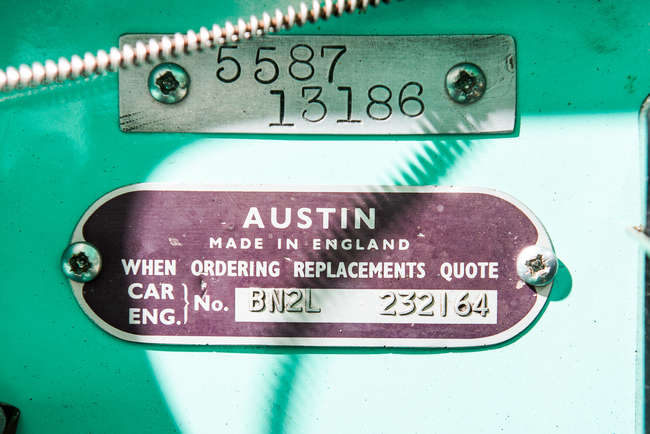 5587
13186
AUSTIN
MADE IN ENGLAND
WHEN ORDERING REPLACEMENTS QUOTE
CAR
ENG. } No. BN2L 232164